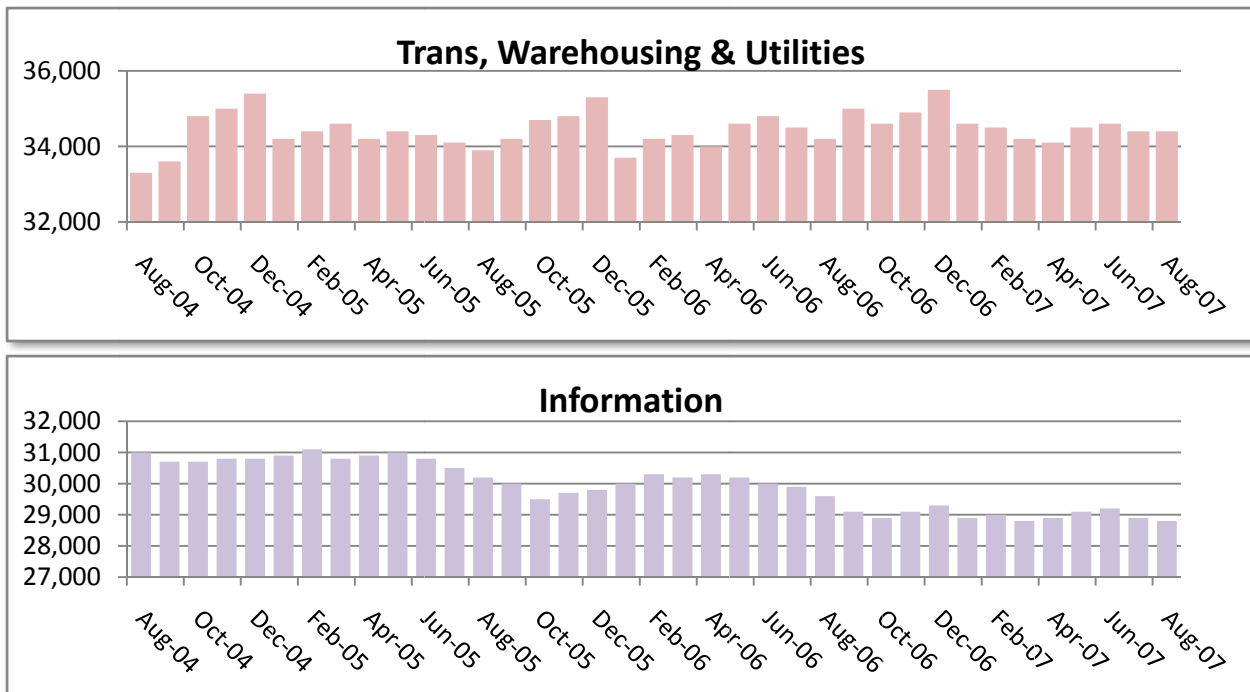 Trans, Warehousing & Utilities
36,000
34,000
32,000
Aug-04 Oct-04 Dec-04 Feb-05 Apr-05 Jun-05 Aug-05 Oct-05 Dec-05 Feb-06 Apr-06 Jun-06 Aug-06 Oct-06 Dec-06 Feb-07 Apr-07 Jun-07 Aug-07
Information
32,000
31,000
30,000
29,000
28,000
27,000
Aug-04 Oct-04 Dec-04 Feb-05 Apr-05 Jun-05 Aug-05 Oct-05 Dec-05 Feb-06 Apr-06 Jun-06 Aug-06 Oct-06 Dec-06 Feb-07 Apr-07 Jun-07 Aug-07